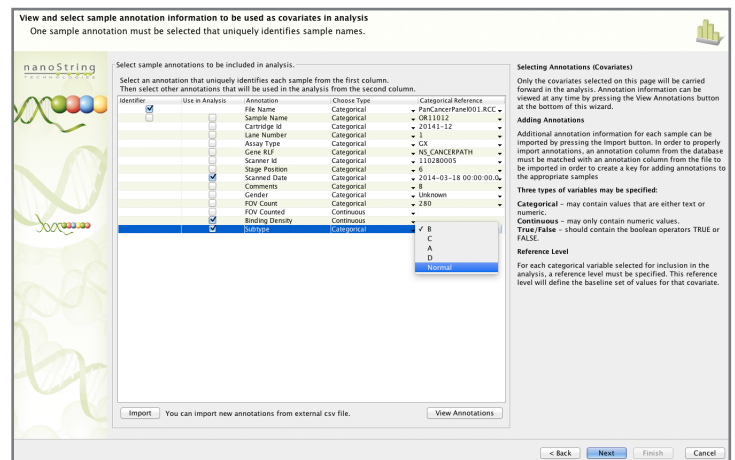 View and select sample annotation information to be used as covariates in analysis
One sample annotation must be selected that uniquely identifies sample names.
nanoString
TECHNOLOGIES
Select sample annotations to be included in analysis.
Select an annotation that uniquely identifies each sample from the first column.
Then select other annotations that will be used in the analysis from the second column.
Identifier Use in Analysis Annotation Choose Type Categorical Reference
File Name Categorical PanCancerPanel001.RCC
Sample Name Categorical OR11012
Cartridge Id Categorical 20141-12
Lane Number Categorical 1
Assay Type Categorical GX
Gene RLF Categorical NS_CANCERPATH
Scanner Id Categorical 1102B0005
Stage Position Categorical 6
Scanned Date Categorical 2014-03-18 00:00:00.0
Comments Categorical B
Gender Categorical Unknown
FOV Count Categorical 280
FOV Counted Continuous
Binding Density Continuous
Subtype Categorical
✓ B
C
A
D
Normal
Import You can import new annotations from external csv file. View Annotations
Selecting Annotations (Covariates)
Only the covariates selected on this page will be carried
forward in the analysis. Annotation information can be
viewed at any time by pressing the View Annotations button
at the bottom of this wizard.
Adding Annotations
Additional annotation information for each sample can be
imported by pressing the Import button. In order to properly
import annotations, an annotation column from the database
must be matched with an annotation column from the file to
be imported in order to create a key for adding annotations to
the appropriate samples
Three types of variables may be specified:
Categorical – may contain values that are either text or
numeric.
Continuous – may only contain numeric values.
True/False – should contain the boolean operators TRUE or
FALSE.
Reference Level
For each categorical variable selected for inclusion in the
analysis, a reference level must be specified. This reference
level will define the baseline set of values for that covariate.
< Back Next Finish Cancel